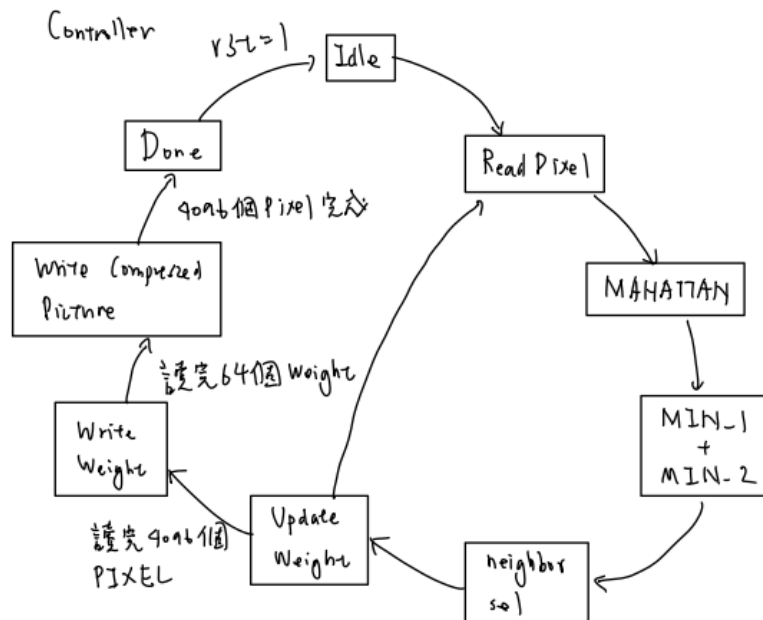 Controller
rst=1
Idle
Done
Read Pixel
4096個Pixel完成
Write Compressed
Picture
MAHATTAN
讀完64個Weight
MIN_1
+
MIN_2
Write
Weight
Update
Weight
讀完4096個
PIXEL
neighbor
sel